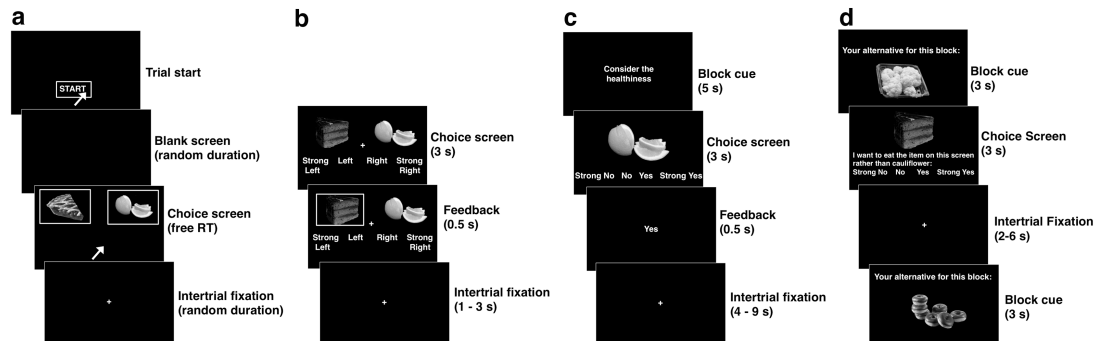 a
START
Trial start
Blank screen
(random duration)
Choice screen
(free RT)
+
Intertrial fixation
(random duration)
b
+
Strong Left Left Right Strong Right
Choice screen
(3 s)
+
Strong Left Left Right Strong Right
Feedback
(0.5 s)
+
Intertrial fixation
(1 - 3 s)
c
Consider the
healthiness
Block cue
(5 s)
Strong No No Yes Strong Yes
Choice screen
(3 s)
Yes
Feedback
(0.5 s)
+
Intertrial fixation
(4 - 9 s)
d
Your alternative for this block:
Block cue
(3 s)
I want to eat the item on this screen
rather than cauliflower:
Strong No No Yes Strong Yes
Choice Screen
(3 s)
+
Intertrial Fixation
(2-6 s)
Your alternative for this block:
Block cue
(3 s)